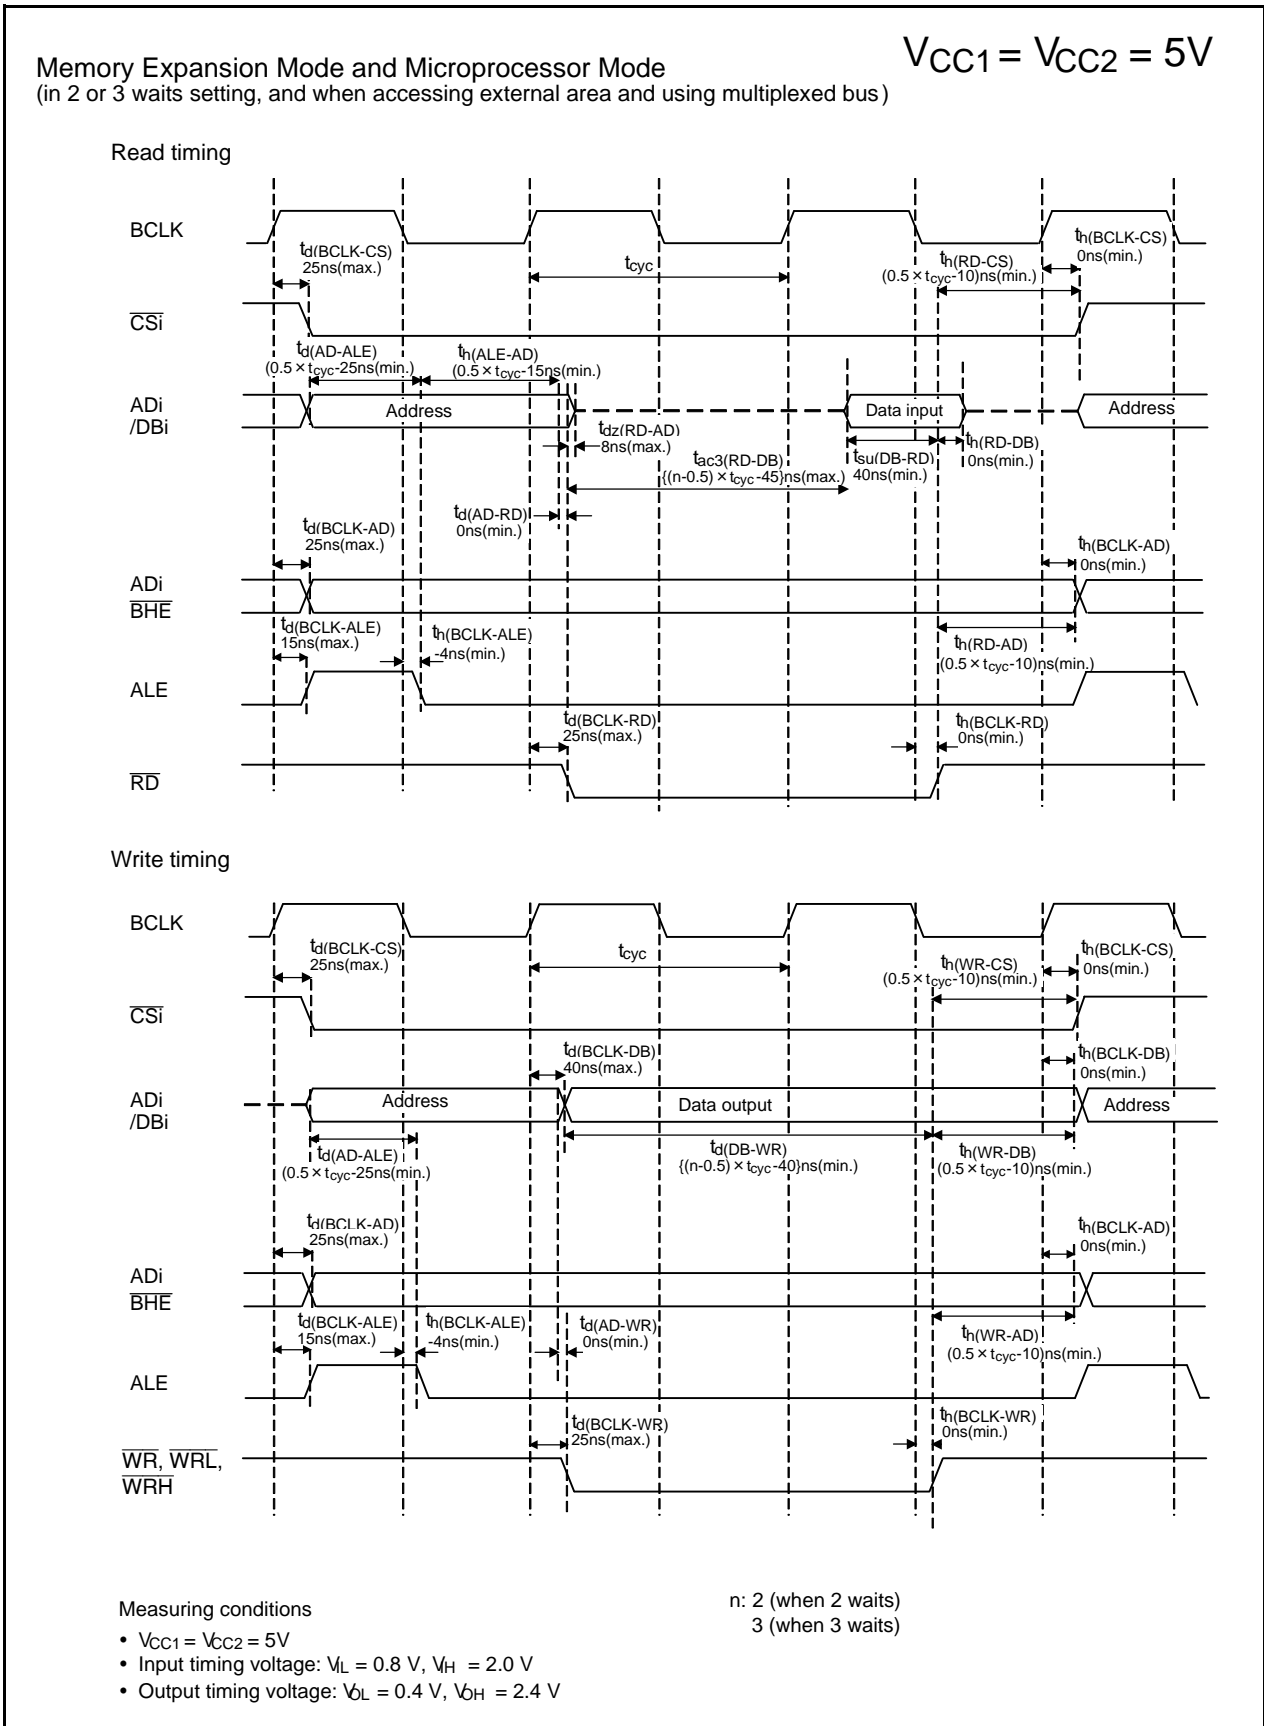 VCC1 = VCC2 = 5V
Memory Expansion Mode and Microprocessor Mode
(in 2 or 3 waits setting, and when accessing external area and using multiplexed bus)
Read timing
BCLK
td(BCLK-CS)
25ns(max.)
tcyc
th(RD-CS)
(0.5 × tcyc-10)ns(min.)
th(BCLK-CS)
0ns(min.)
CSi
td(AD-ALE)
(0.5 × tcyc-25ns(min.)
th(ALE-AD)
(0.5 × tcyc-15ns(min.)
ADi
/DBi
Address
Data input
Address
tdz(RD-AD)
8ns(max.)
tac3(RD-DB)
{(n-0.5) × tcyc-45}ns(max.)
tsu(DB-RD)
40ns(min.)
th(RD-DB)
0ns(min.)
td(AD-RD)
0ns(min.)
td(BCLK-AD)
25ns(max.)
th(BCLK-AD)
0ns(min.)
ADi
BHE
td(BCLK-ALE)
15ns(max.)
th(BCLK-ALE)
-4ns(min.)
th(RD-AD)
(0.5 × tcyc-10)ns(min.)
ALE
td(BCLK-RD)
25ns(max.)
th(BCLK-RD)
0ns(min.)
RD
Write timing
BCLK
td(BCLK-CS)
25ns(max.)
tcyc
th(WR-CS)
(0.5 × tcyc-10)ns(min.)
th(BCLK-CS)
0ns(min.)
CSi
td(BCLK-DB)
40ns(max.)
th(BCLK-DB)
0ns(min.)
ADi
/DBi
Address
Data output
Address
td(AD-ALE)
(0.5 × tcyc-25ns(min.)
td(DB-WR)
{(n-0.5) × tcyc-40}ns(min.)
th(WR-DB)
(0.5 × tcyc-10)ns(min.)
td(BCLK-AD)
25ns(max.)
th(BCLK-AD)
0ns(min.)
ADi
BHE
td(BCLK-ALE)
15ns(max.)
th(BCLK-ALE)
-4ns(min.)
td(AD-WR)
0ns(min.)
th(WR-AD)
(0.5 × tcyc-10)ns(min.)
ALE
td(BCLK-WR)
25ns(max.)
th(BCLK-WR)
0ns(min.)
WR, WRL,
WRH
Measuring conditions
• VCC1 = VCC2 = 5V
• Input timing voltage: VIL = 0.8 V, VIH = 2.0 V
• Output timing voltage: VOL = 0.4 V, VOH = 2.4 V
n: 2 (when 2 waits)
3 (when 3 waits)